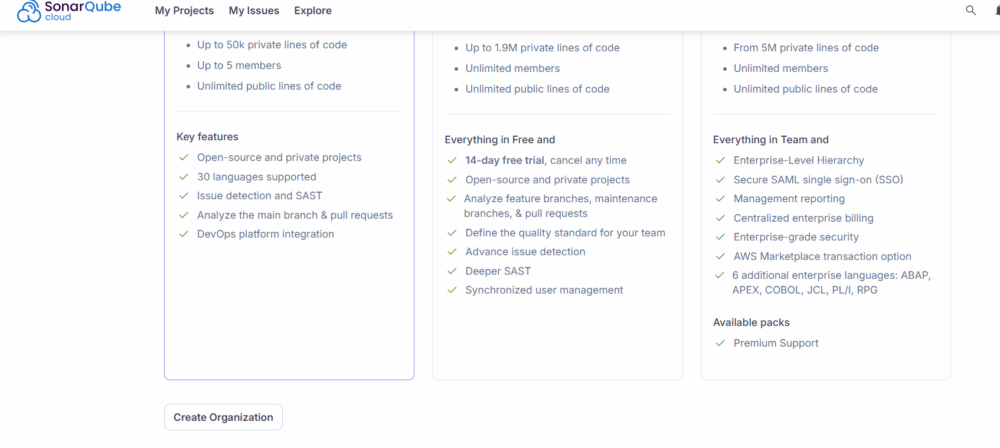 SonarQube
cloud
My Projects
My Issues
Explore
Up to 50k private lines of code
Up to 5 members
Unlimited public lines of code
Key features
Open-source and private projects
30 languages supported
Issue detection and SAST
Analyze the main branch & pull requests
DevOps platform integration
Up to 1.9M private lines of code
Unlimited members
Unlimited public lines of code
Everything in Free and
14-day free trial, cancel any time
Open-source and private projects
Analyze feature branches, maintenance
branches, & pull requests
Define the quality standard for your team
Advance issue detection
Deeper SAST
Synchronized user management
From 5M private lines of code
Unlimited members
Unlimited public lines of code
Everything in Team and
Enterprise-Level Hierarchy
Secure SAML single sign-on (SSO)
Management reporting
Centralized enterprise billing
Enterprise-grade security
AWS Marketplace transaction option
6 additional enterprise languages: ABAP,
APEX, COBOL, JCL, PL/I, RPG
Available packs
Premium Support
Create Organization